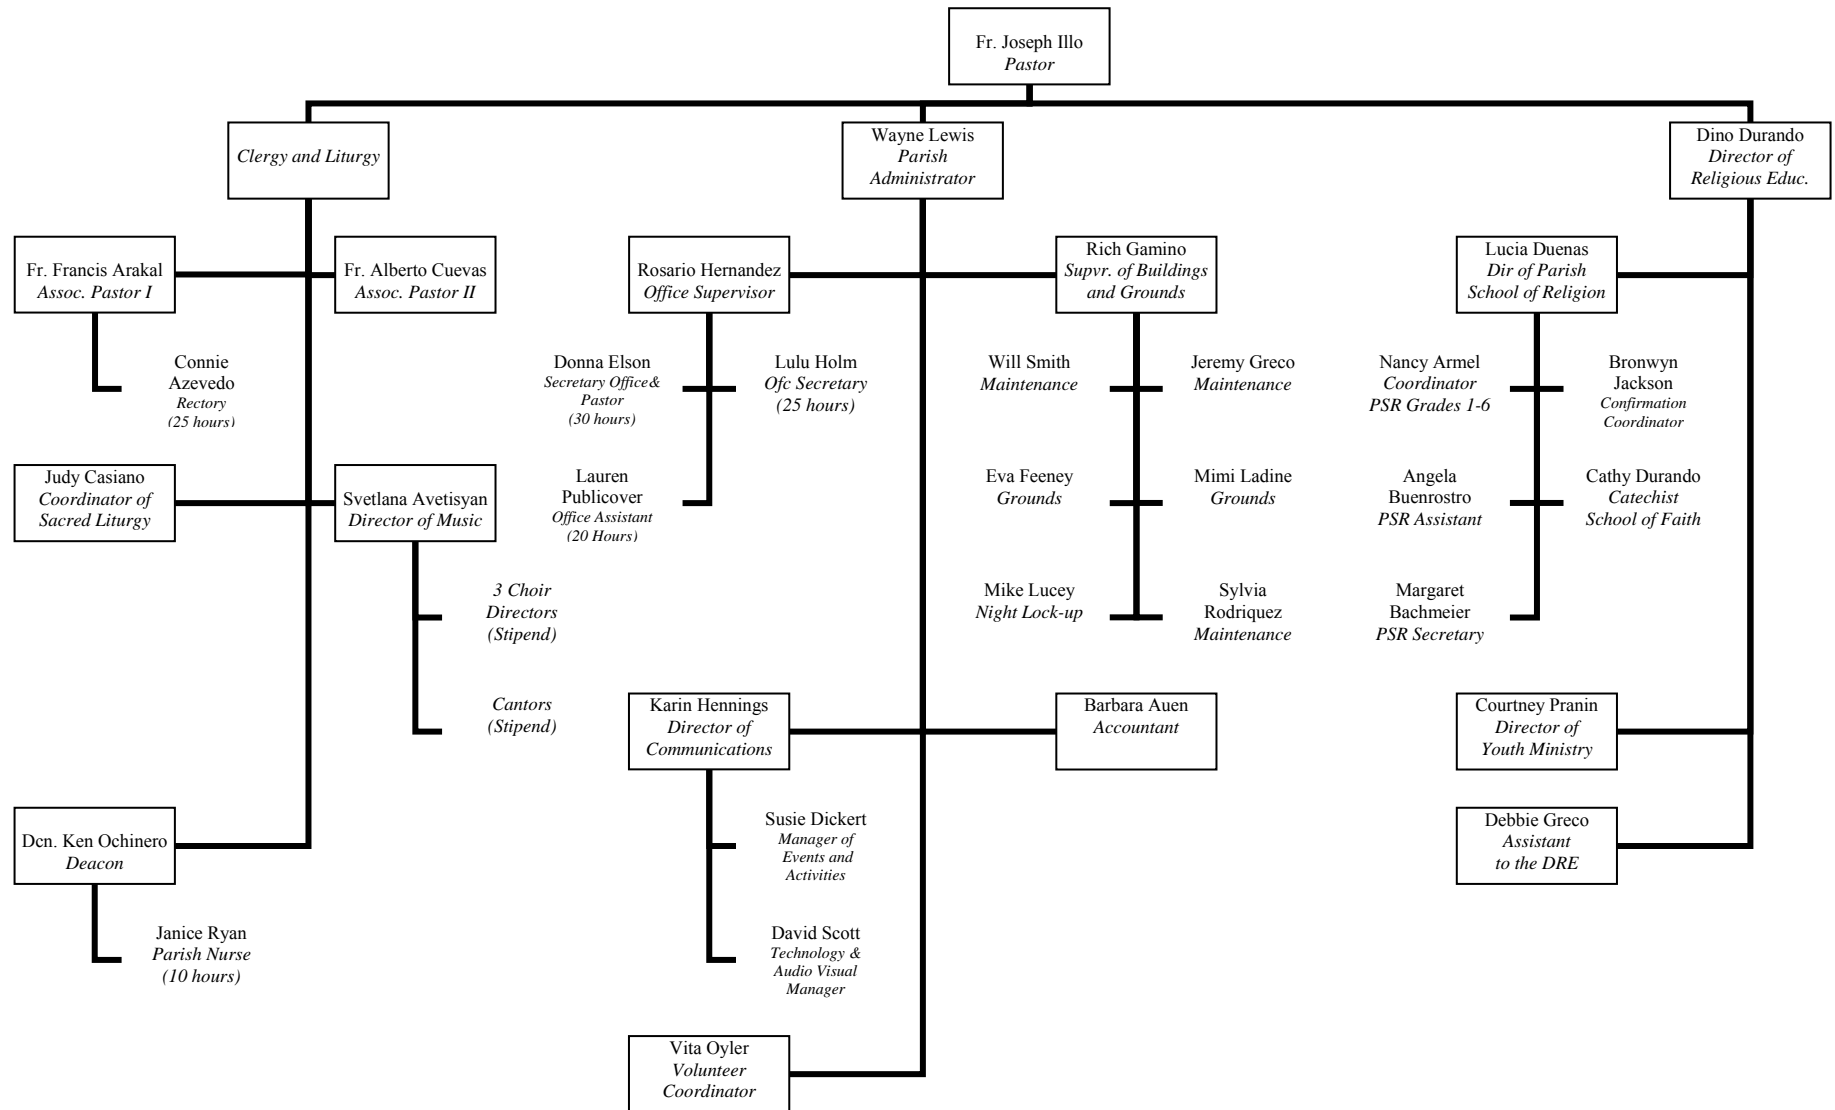 Fr. Joseph Illo
Pastor
Clergy and Liturgy
Wayne Lewis
Parish
Administrator
Dino Durando
Director of
Religious Educ.
Fr. Francis Arakal
Assoc. Pastor I
Fr. Alberto Cuevas
Assoc. Pastor II
Rosario Hernandez
Office Supervisor
Rich Gamino
Supvr. of Buildings
and Grounds
Lucia Duenas
Dir of Parish
School of Religion
Connie
Azevedo
Rectory
(25 hours)
Donna Elson
Secretary Office&
Pastor
(30 hours)
Lulu Holm
Ofc Secretary
(25 hours)
Will Smith
Maintenance
Jeremy Greco
Maintenance
Nancy Armel
Coordinator
PSR Grades 1-6
Bronwyn
Jackson
Confirmation
Coordinator
Judy Casiano
Coordinator of
Sacred Liturgy
Svetlana Avetisyan
Director of Music
Lauren
Publicover
Office Assistant
(20 Hours)
Eva Feeney
Grounds
Mimi Ladine
Grounds
Angela
Buenrostro
PSR Assistant
Cathy Durando
Catechist
School of Faith
3 Choir
Directors
(Stipend)
Mike Lucey
Night Lock-up
Sylvia
Rodriquez
Maintenance
Margaret
Bachmeier
PSR Secretary
Cantors
(Stipend)
Karin Hennings
Director of
Communications
Barbara Auen
Accountant
Courtney Pranin
Director of
Youth Ministry
Dcn. Ken Ochinero
Deacon
Susie Dickert
Manager of
Events and
Activities
Debbie Greco
Assistant
to the DRE
Janice Ryan
Parish Nurse
(10 hours)
David Scott
Technology &
Audio Visual
Manager
Vita Oyler
Volunteer
Coordinator